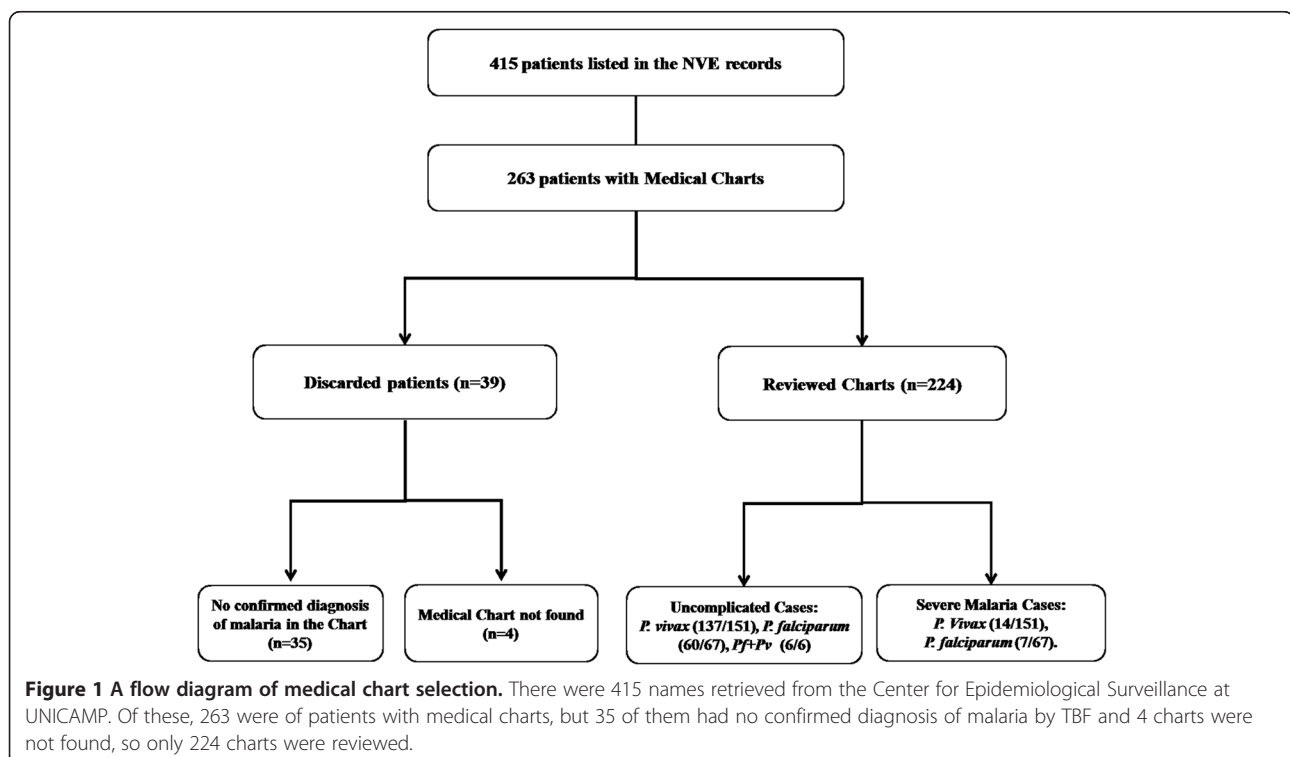 415 patients listed in the NVE records
263 patients with Medical Charts
Discarded patients (n=39)
Reviewed Charts (n=224)
No confirmed diagnosis
of malaria in the Chart
(n=35)
Medical Chart not found
(n=4)
Uncomplicated Cases:
P. vivax (137/151), P. falciparum
(60/67), Pf+Pv (6/6)
Severe Malaria Cases:
P. Vivax (14/151),
P. falciparum (7/67).
Figure 1 A flow diagram of medical chart selection. There were 415 names retrieved from the Center for Epidemiological Surveillance at
UNICAMP. Of these, 263 were of patients with medical charts, but 35 of them had no confirmed diagnosis of malaria by TBF and 4 charts were
not found, so only 224 charts were reviewed.